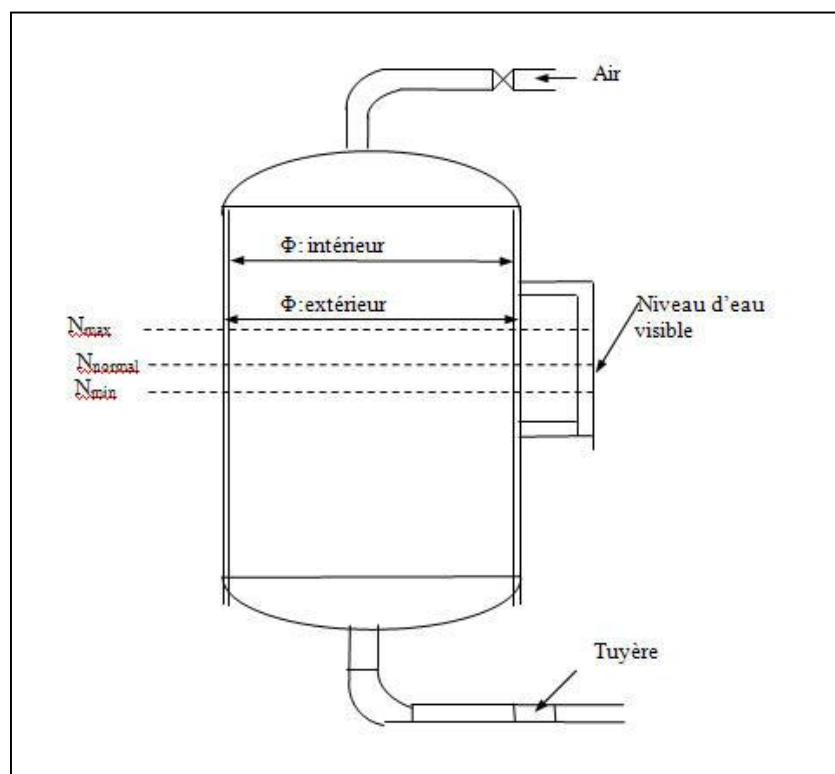 Air
Φ: intérieur
Φ:extérieur
Niveau d'eau
visible
Nmax
Nnormal
Nmin
Tuyère